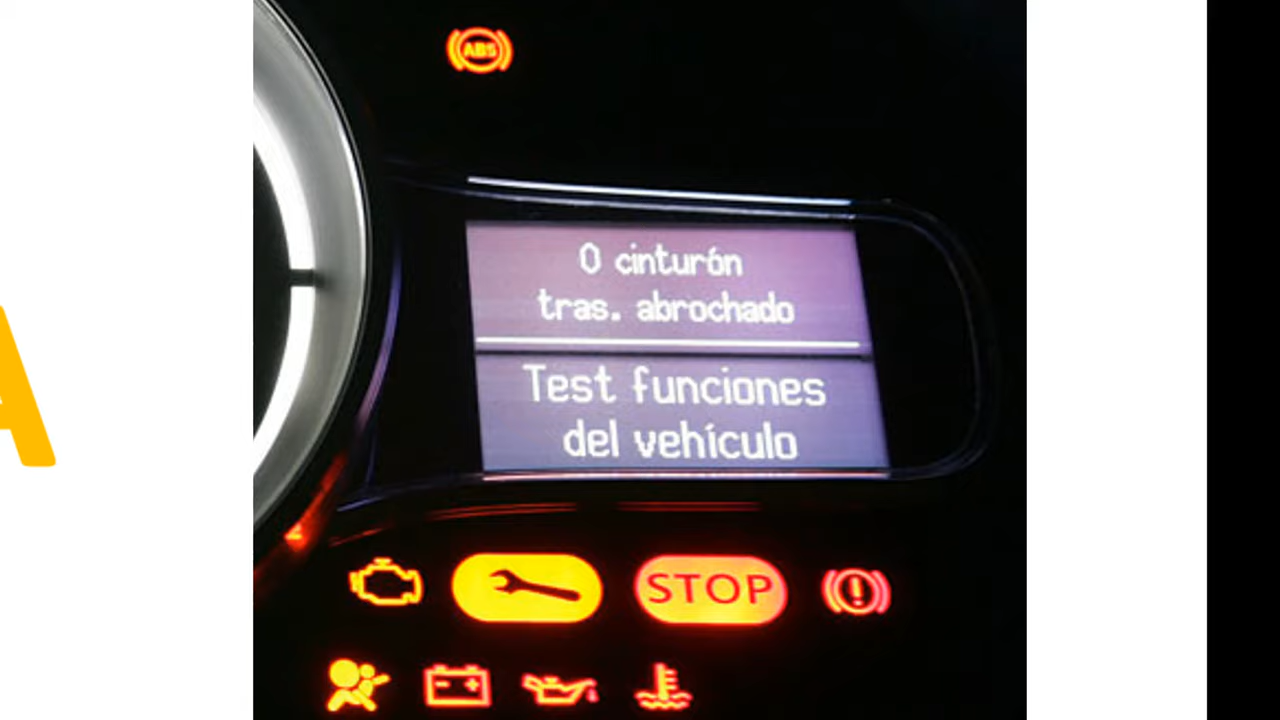 ABS
0 cinturón
tras. abrochado
Test funciones
del vehículo
STOP
A